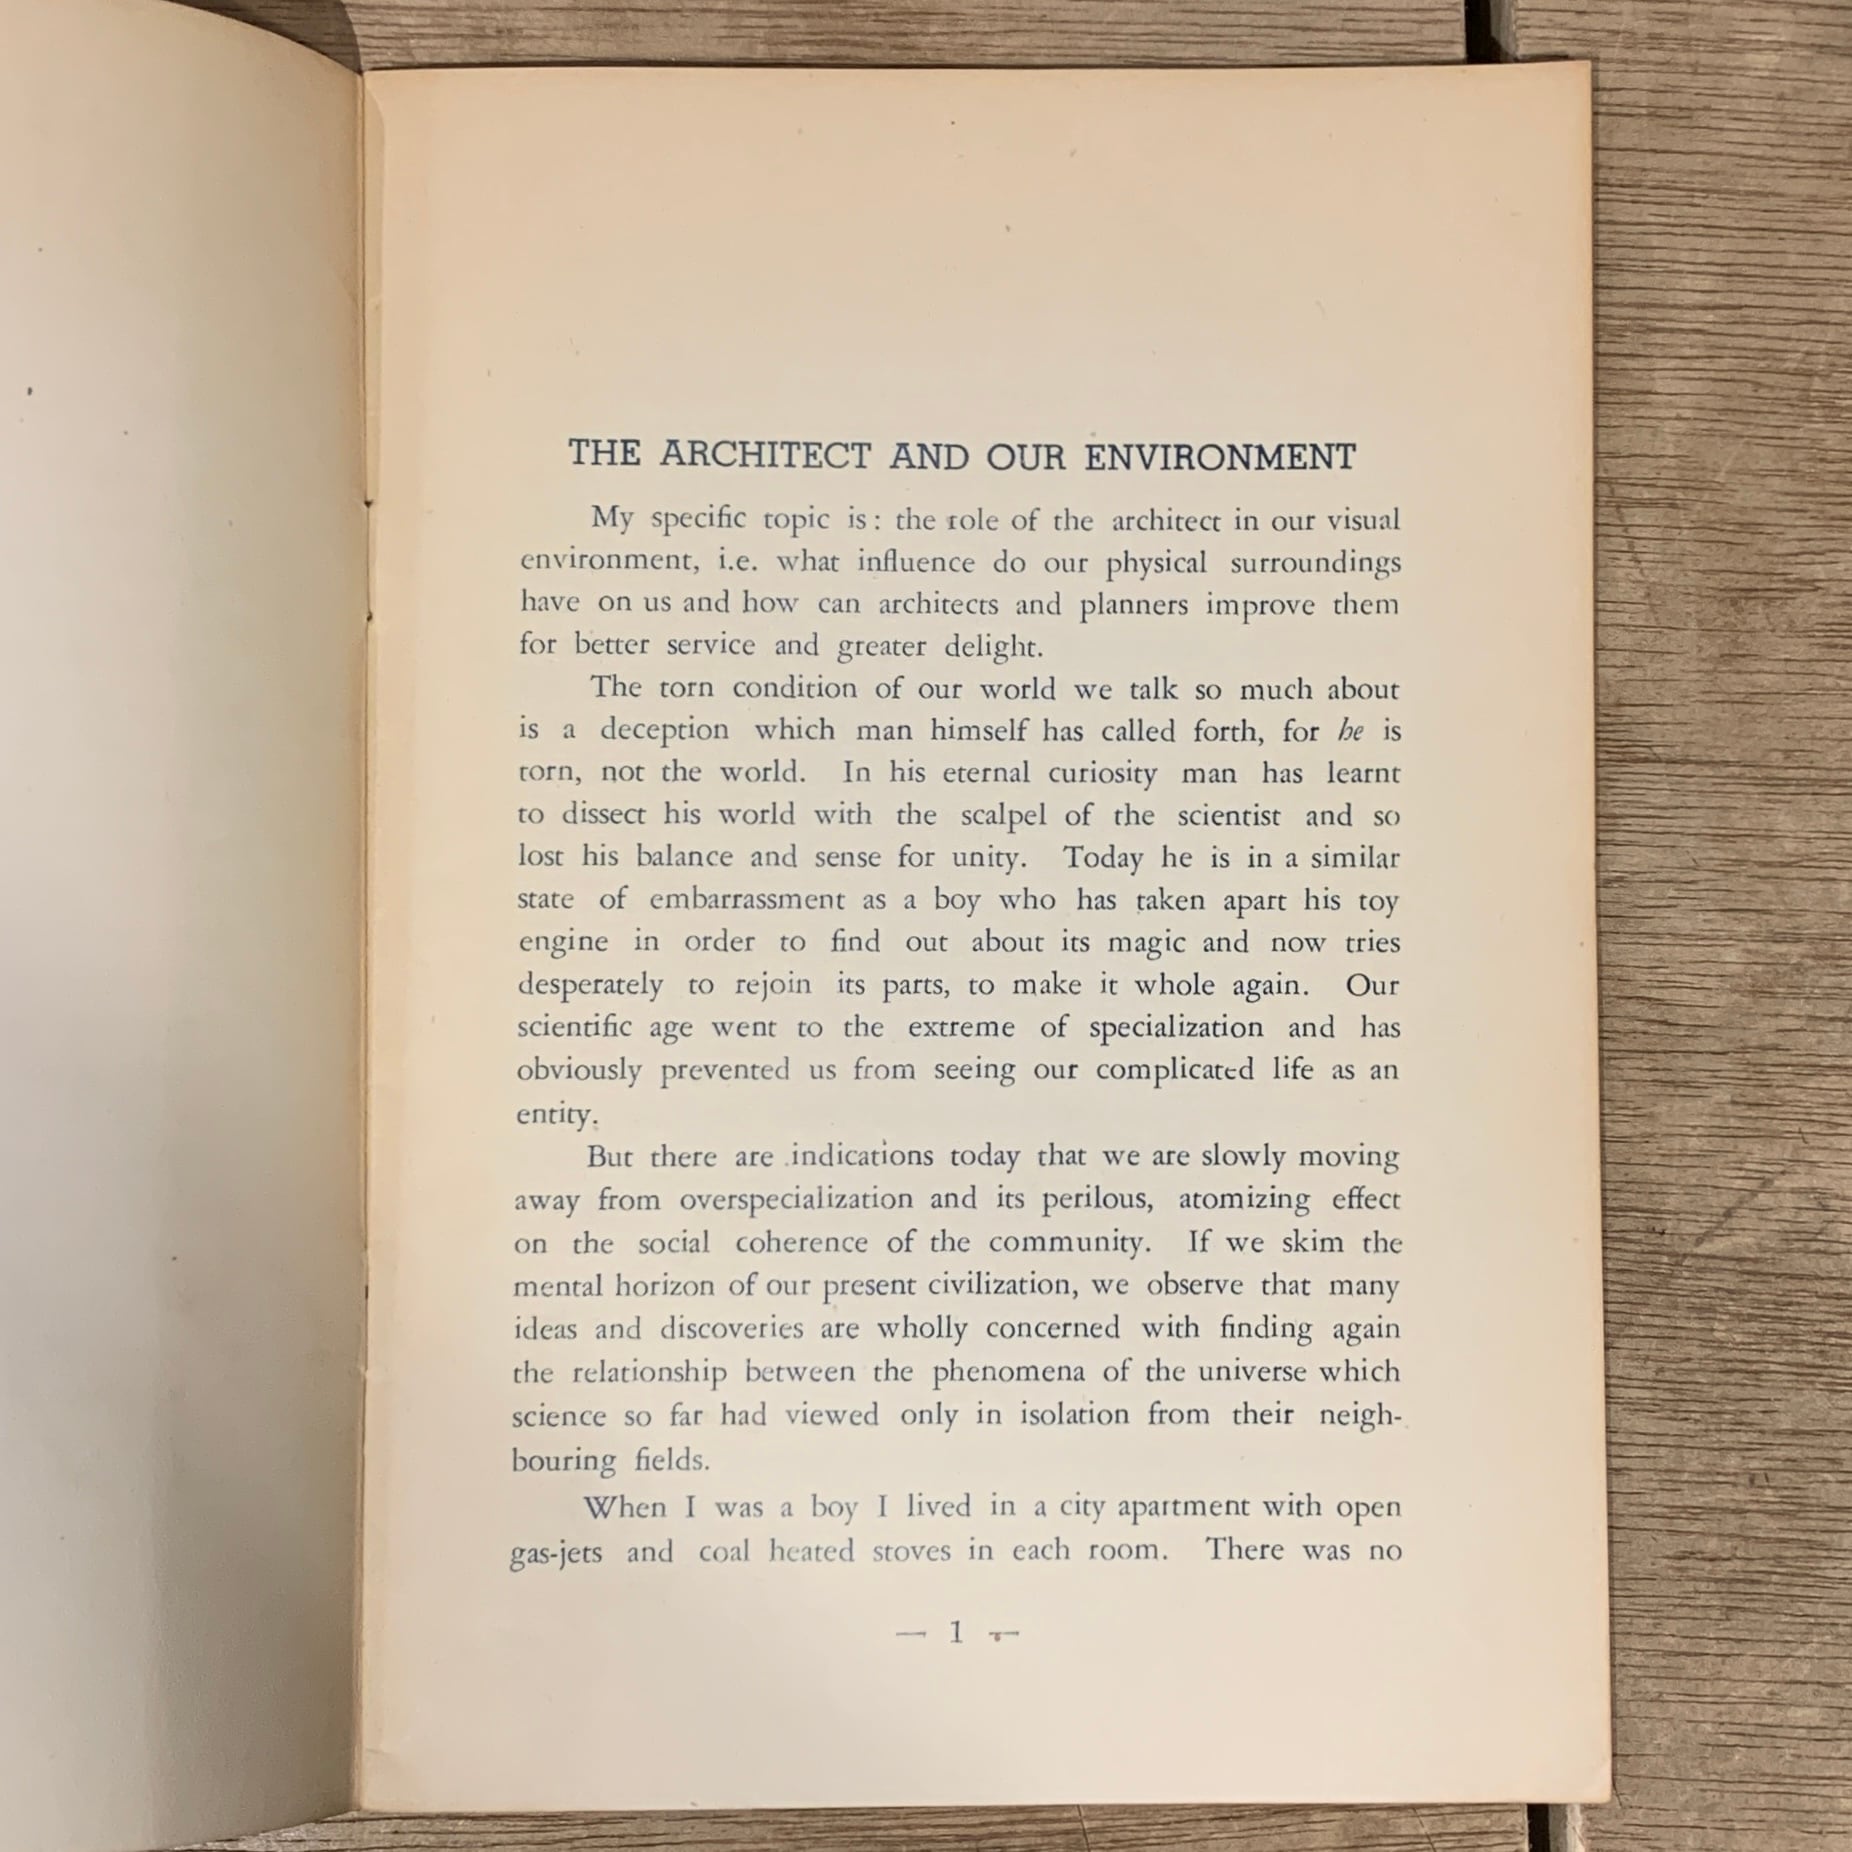 THE ARCHITECT AND OUR ENVIRONMENT
My specific topic is: the role of the architect in our visual
environment, i.e. what influence do our physical surroundings
have on us and how can architects and planners improve them
for better service and greater delight.
The torn condition of our world we talk so much about
is a deception which man himself has called forth, for he is
torn, not the world. In his eternal curiosity man has learnt
to dissect his world with the scalpel of the scientist and so
lost his balance and sense for unity. Today he is in a similar
state of embarrassment as a boy who has taken apart his toy
engine in order to find out about its magic and now tries
desperately to rejoin its parts, to make it whole again. Our
scientific age went to the extreme of specialization and has
obviously prevented us from seeing our complicated life as an
entity.
But there are indications today that we are slowly moving
away from overspecialization and its perilous, atomizing effect
on the social coherence of the community. If we skim the
mental horizon of our present civilization, we observe that many
ideas and discoveries are wholly concerned with finding again
the relationship between the phenomena of the universe which
science so far had viewed only in isolation from their neigh-
bouring fields.
When I was a boy I lived in a city apartment with open
gas-jets and coal heated stoves in each room. There was no
— 1 —